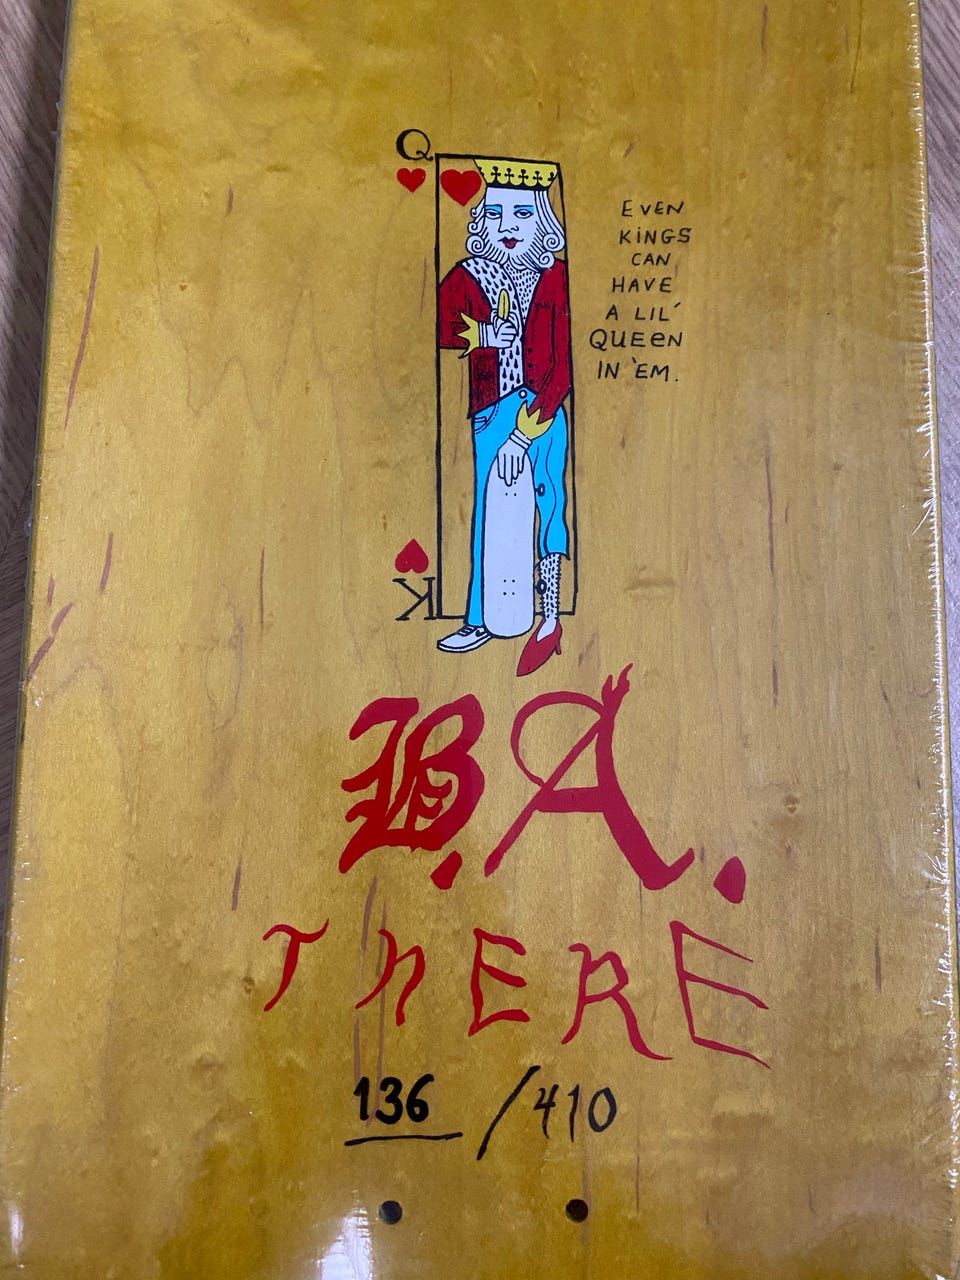 Q
EVEN
KINGS
CAN
HAVE
A LIL'
QUEEN
IN 'EM.
K
B.A.
THERE
136 /410